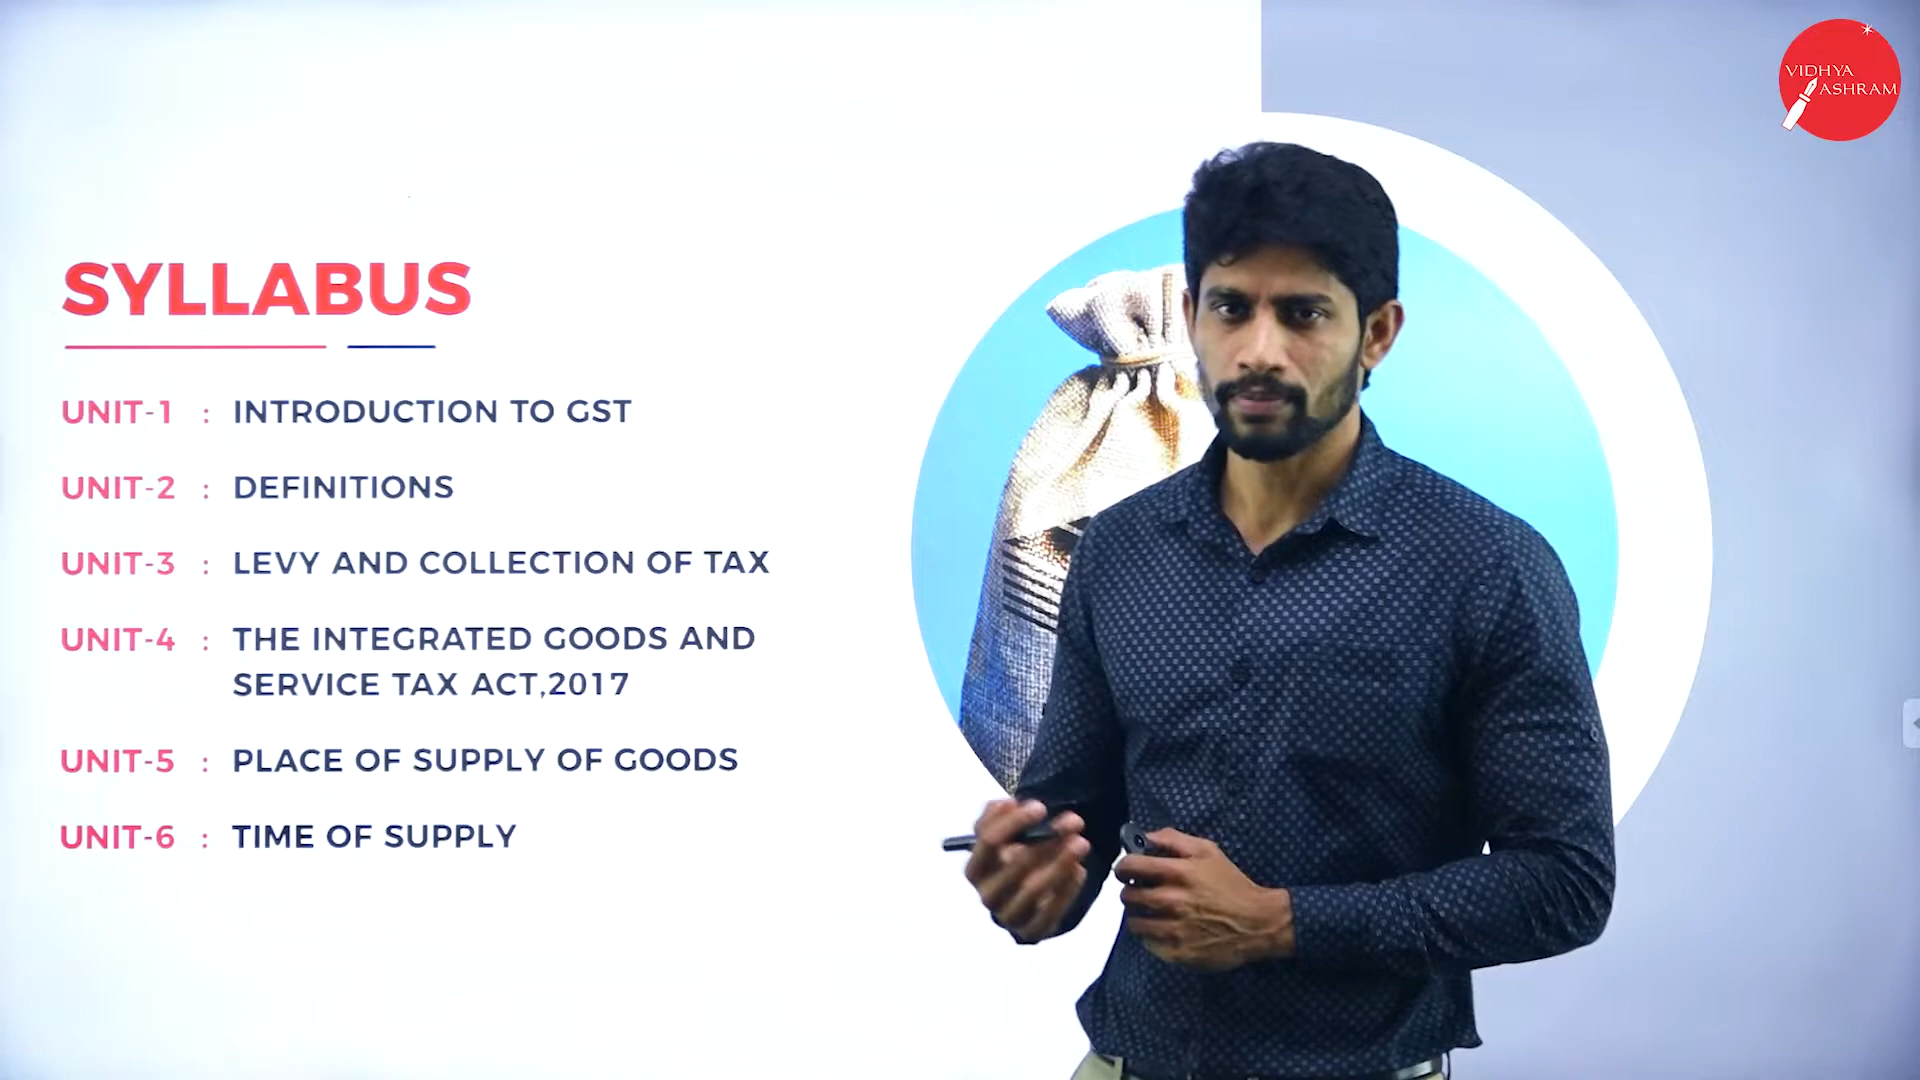 VIDHYA
ASHRAM
SYLLABUS
UNIT-1 : INTRODUCTION TO GST
UNIT-2 : DEFINITIONS
UNIT-3 : LEVY AND COLLECTION OF TAX
UNIT-4 : THE INTEGRATED GOODS AND
SERVICE TAX ACT,2017
UNIT-5 : PLACE OF SUPPLY OF GOODS
UNIT-6 : TIME OF SUPPLY